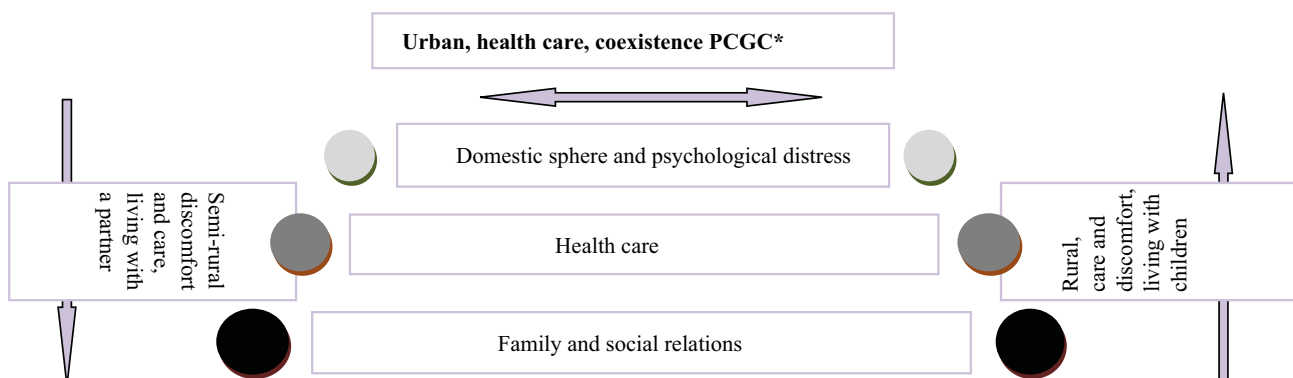 Urban, health care, coexistence PCGC*
Domestic sphere and psychological distress
Semi-rural
discomfort
and care,
living with
a partner
Health care
Rural,
care and
discomfort,
living with
children
Family and social relations